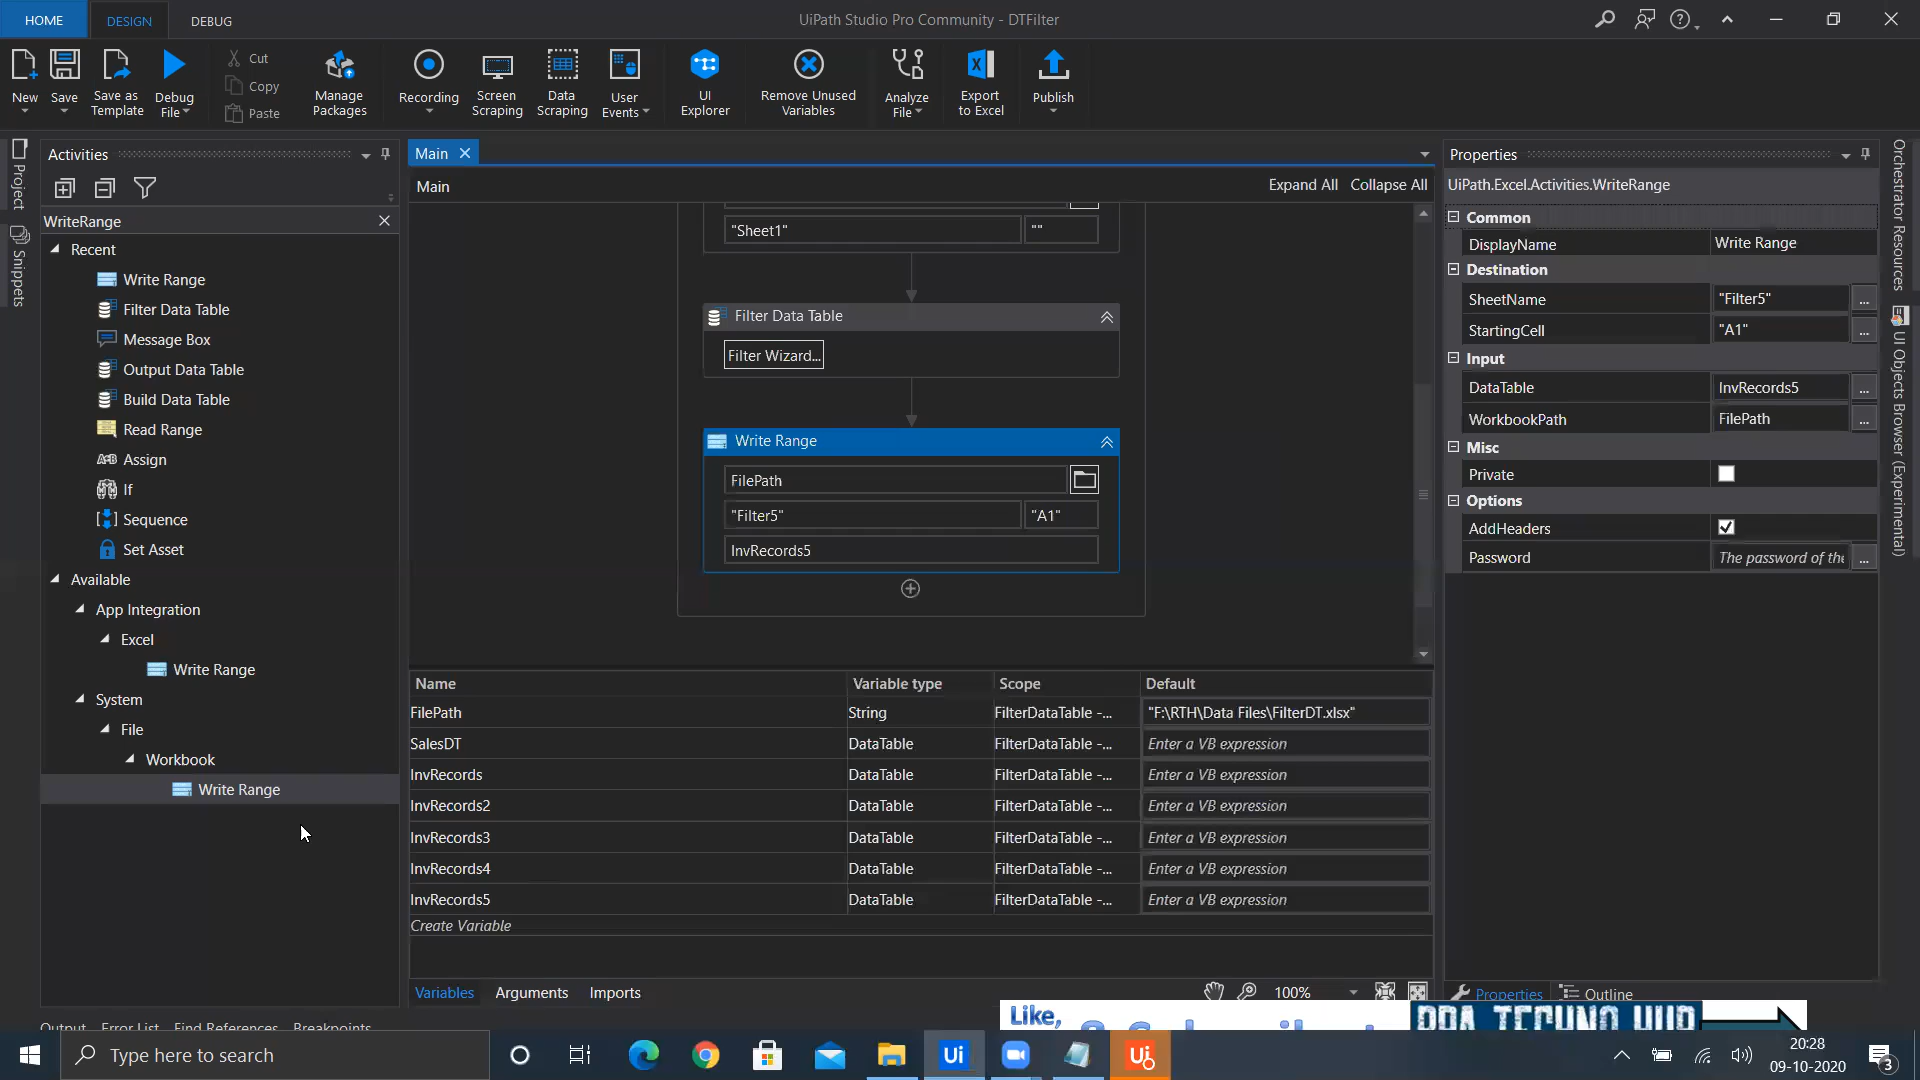 HOME
DESIGN
DEBUG
UiPath Studio Pro Community - DTFilter
New
Save
Save as Template
Debug File
Cut
Copy
Paste
Manage Packages
Recording
Screen Scraping
Data Scraping
User Events
UI Explorer
Remove Unused Variables
Analyze File
Export to Excel
Publish
Project
Snippets
Activities
WriteRange
Recent
Write Range
Filter Data Table
Message Box
Output Data Table
Build Data Table
Read Range
Assign
If
Sequence
Set Asset
Available
App Integration
Excel
Write Range
System
File
Workbook
Write Range
Main
Main
Expand All
Collapse All
"Sheet1"
""
Filter Data Table
Filter Wizard...
Write Range
FilePath
"Filter5"
"A1"
InvRecords5
Name Variable type Scope Default
FilePath String FilterDataTable -... "F:\RTH\Data Files\FilterDT.xlsx"
SalesDT DataTable FilterDataTable -... Enter a VB expression
InvRecords DataTable FilterDataTable -... Enter a VB expression
InvRecords2 DataTable FilterDataTable -... Enter a VB expression
InvRecords3 DataTable FilterDataTable -... Enter a VB expression
InvRecords4 DataTable FilterDataTable -... Enter a VB expression
InvRecords5 DataTable FilterDataTable -... Enter a VB expression
Create Variable
Variables
Arguments
Imports
100%
Properties
UiPath.Excel.Activities.WriteRange
Common
DisplayName Write Range
Destination
SheetName "Filter5" ...
StartingCell "A1" ...
Input
DataTable InvRecords5 ...
WorkbookPath FilePath ...
Misc
Private
Options
AddHeaders
Password The password of the ...
Properties
Outline
Orchestrator Resources
UI Objects Browser (Experimental)
Output
Error List
Find References
Breakpoints
Like,
Type here to search
Ui
20:28
09-10-2020
3